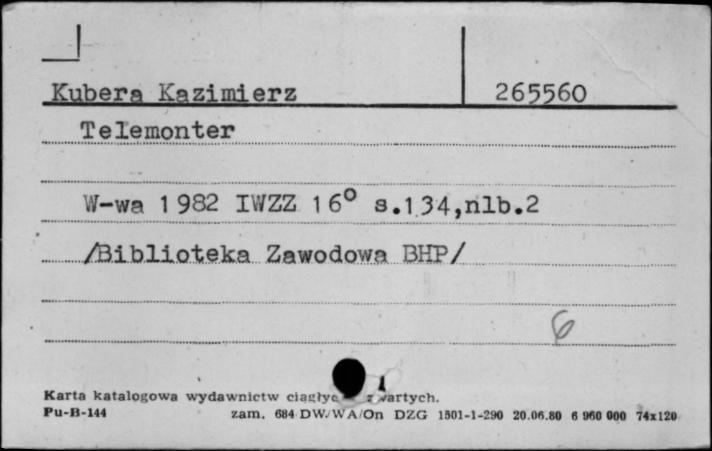 Kubera Kazimierz 265560
Telemonter
W-wa 1982 IWZZ 16° s.134,nlb.2
/Biblioteka Zawodowa BHP/
6
Karta katalogowa wydawnictw
Pu-B-144 zam. 684 DW/WA/On DZG 1501-1-290 20.06.80 6 960 000 74x120